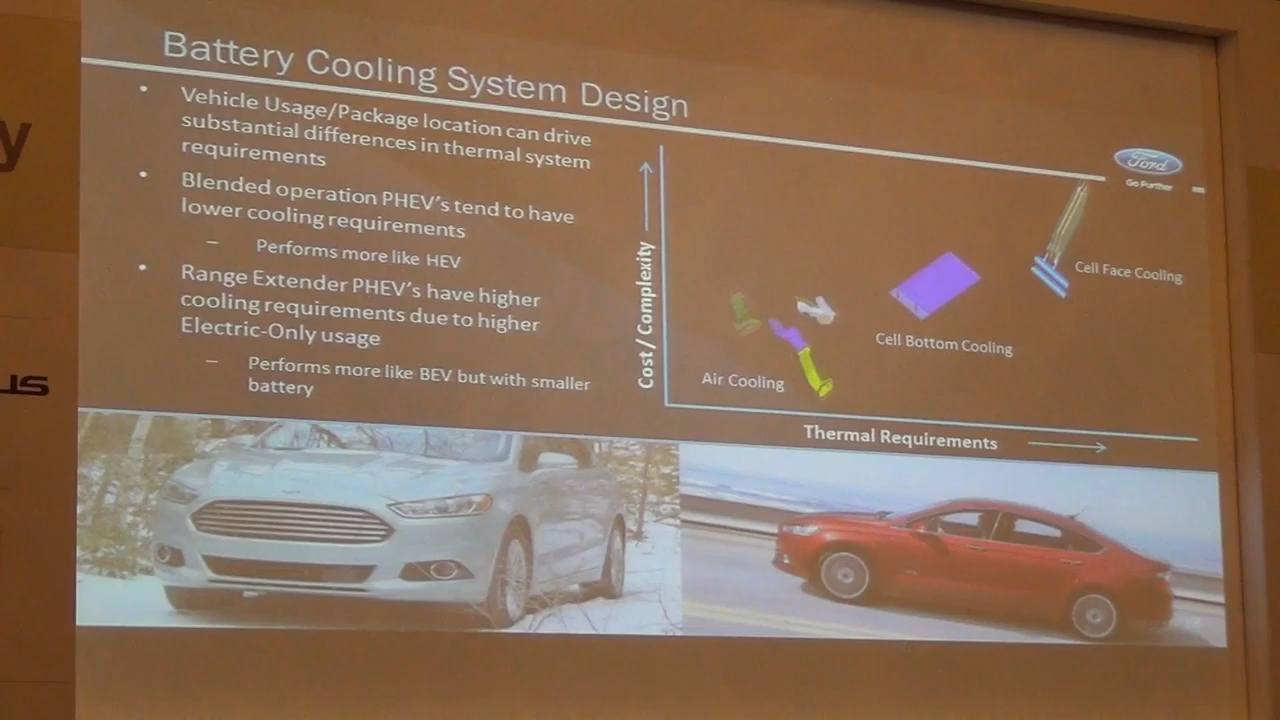 Battery Cooling System Design
• Vehicle Usage/Package location can drive
substantial differences in thermal system
requirements
• Blended operation PHEV's tend to have
lower cooling requirements
– Performs more like HEV
• Range Extender PHEV's have higher
cooling requirements due to higher
Electric-Only usage
– Performs more like BEV but with smaller
battery
Ford
Go Further
Cost / Complexity
Cell Face Cooling
Cell Bottom Cooling
Air Cooling
Thermal Requirements
y
us